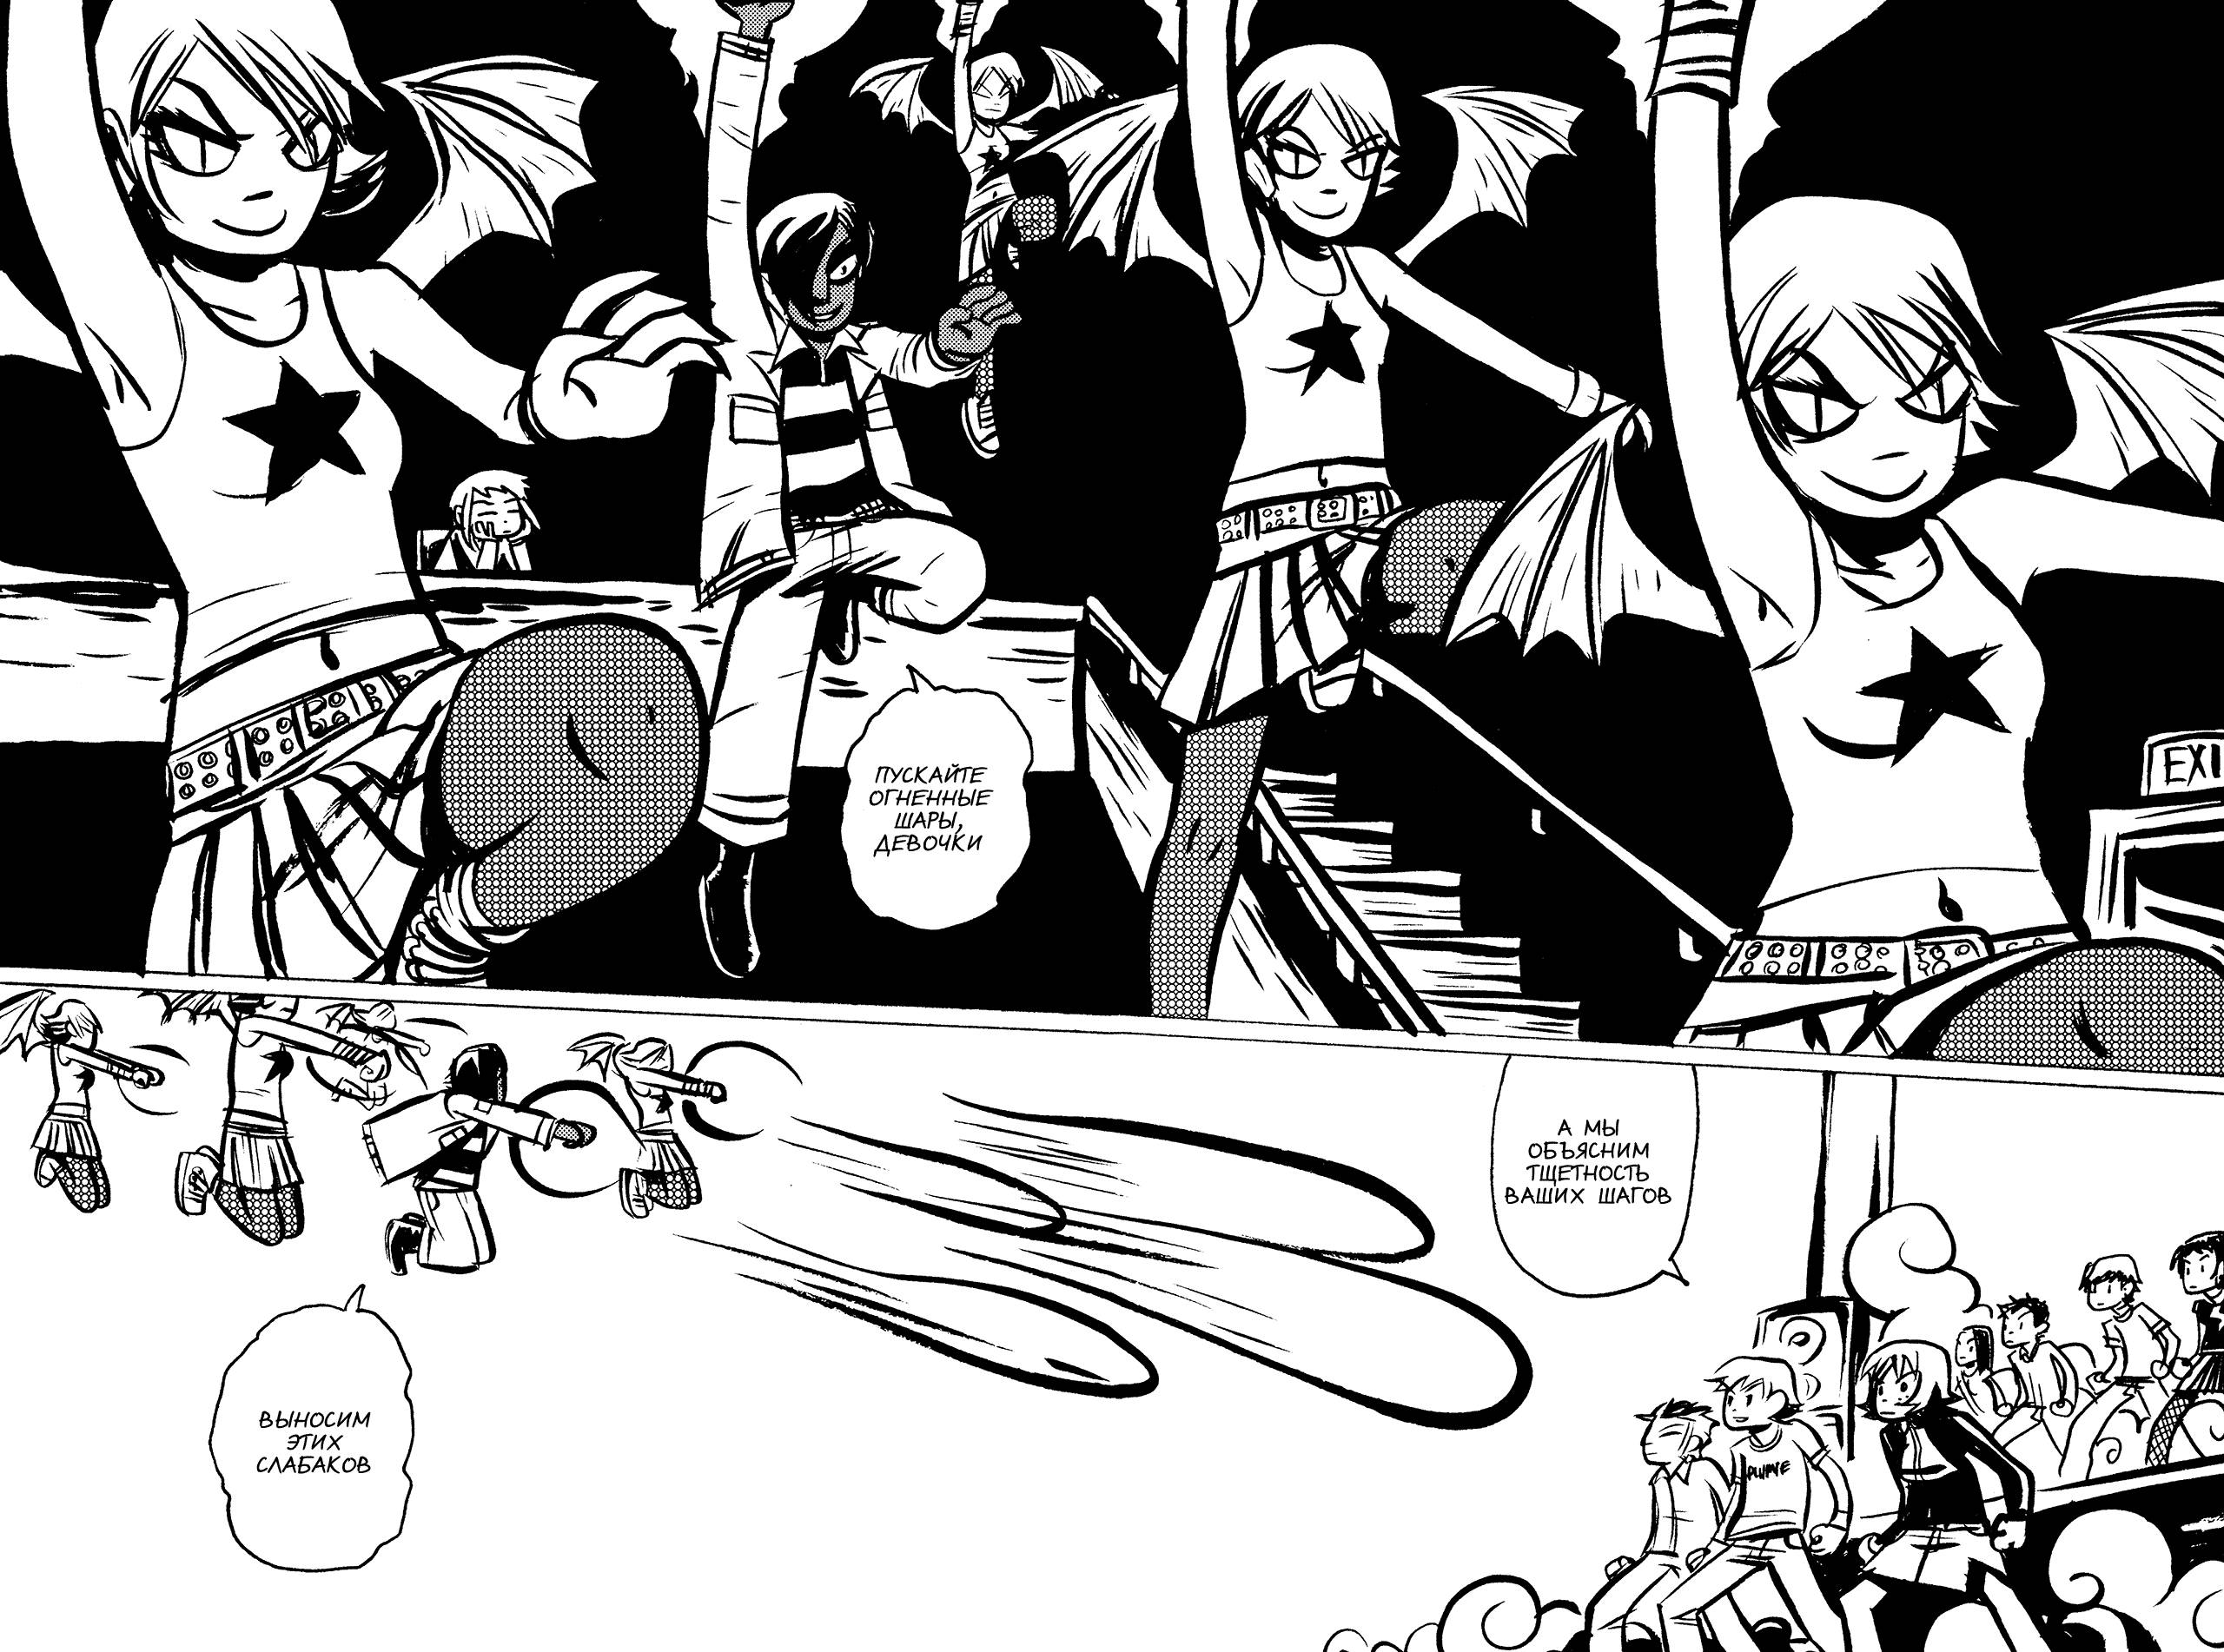 ПУСКАЙТЕ
ОГНЕННЫЕ
ШАРЫ,
ДЕВОЧКИ
EXI
А МЫ
ОБЪЯСНИМ
ТЩЕТНОСТЬ
ВАШИХ ШАГОВ
ВЫНОСИМ
ЭТИХ
СЛАБАКОВ